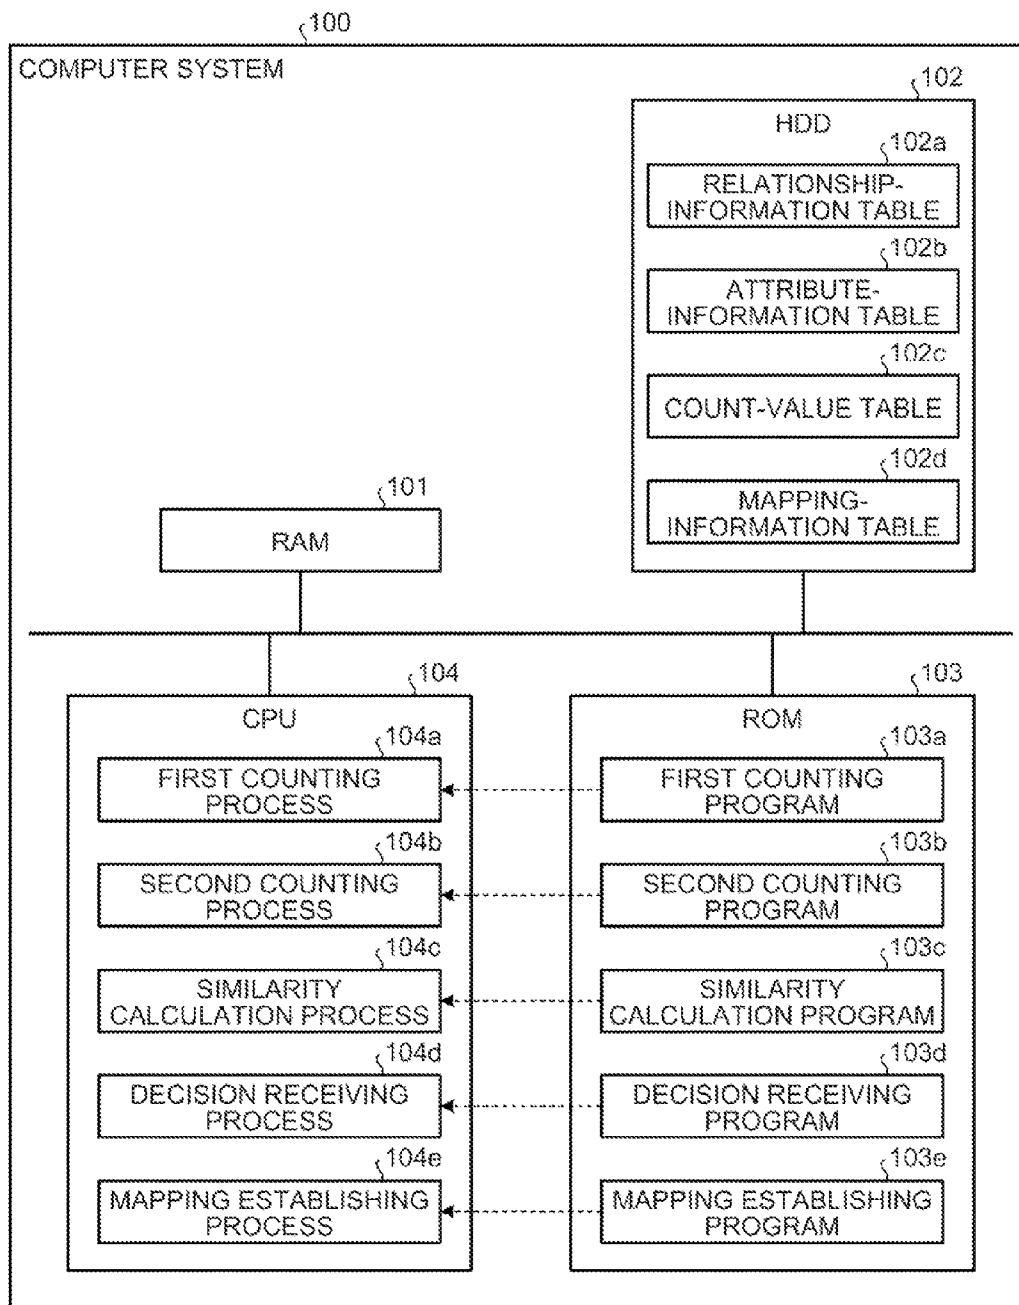 100
COMPUTER SYSTEM
102
HDD
102a
RELATIONSHIP-
INFORMATION TABLE
102b
ATTRIBUTE-
INFORMATION TABLE
102c
COUNT-VALUE TABLE
102d
MAPPING-
INFORMATION TABLE
101
RAM
104
CPU
104a
FIRST COUNTING
PROCESS
104b
SECOND COUNTING
PROCESS
104c
SIMILARITY
CALCULATION PROCESS
104d
DECISION RECEIVING
PROCESS
104e
MAPPING ESTABLISHING
PROCESS
103
ROM
103a
FIRST COUNTING
PROGRAM
103b
SECOND COUNTING
PROGRAM
103c
SIMILARITY
CALCULATION PROGRAM
103d
DECISION RECEIVING
PROGRAM
103e
MAPPING ESTABLISHING
PROGRAM